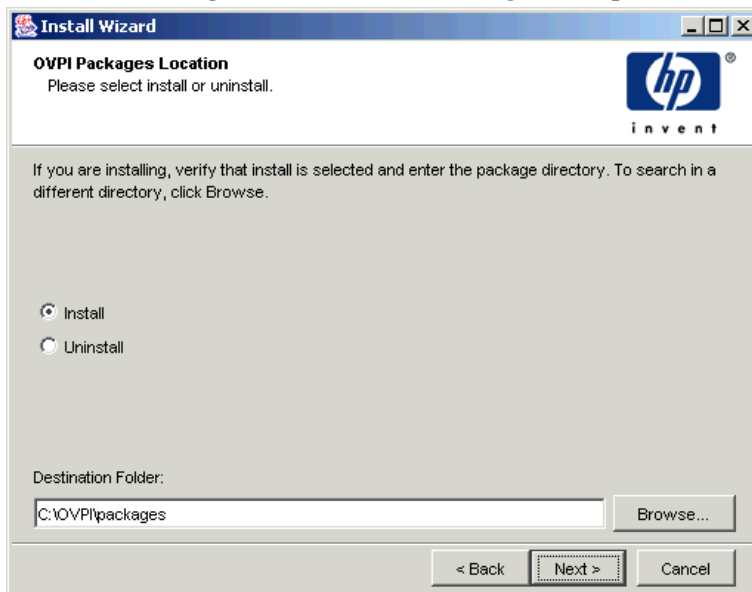 Install Wizard
OVPI Packages Location
Please select install or uninstall.
hp
®
invent
If you are installing, verify that install is selected and enter the package directory. To search in a
different directory, click Browse.
Install
Uninstall
Destination Folder:
C:\OVPI\packages
Browse...
< Back
Next >
Cancel